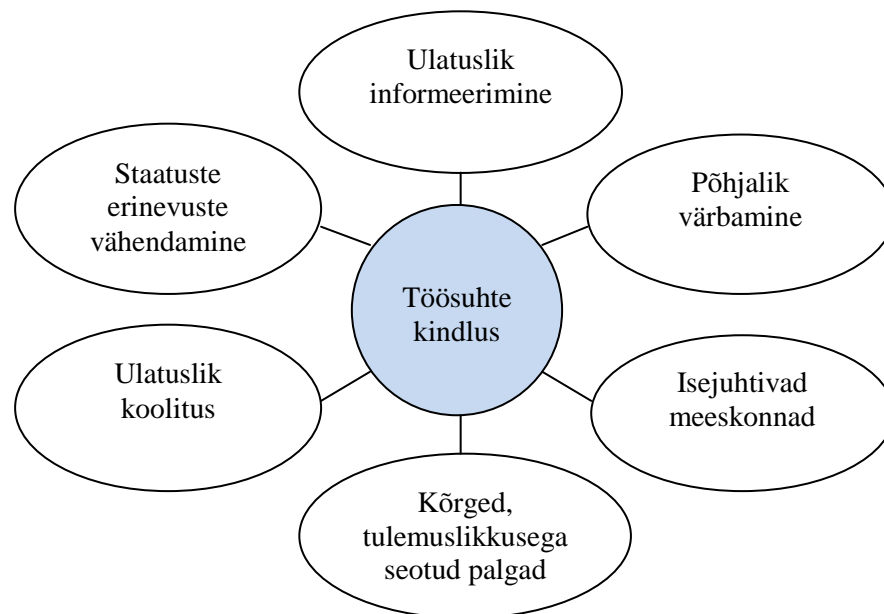 Ulatuslik
informeerimine
Staatuste
erinevuste
vähendamine
Põhjalik
värbamine
Töösuhte
kindlus
Ulatuslik
koolitus
Isejuhtivad
meeskonnad
Kõrged,
tulemuslikkusega
seotud palgad